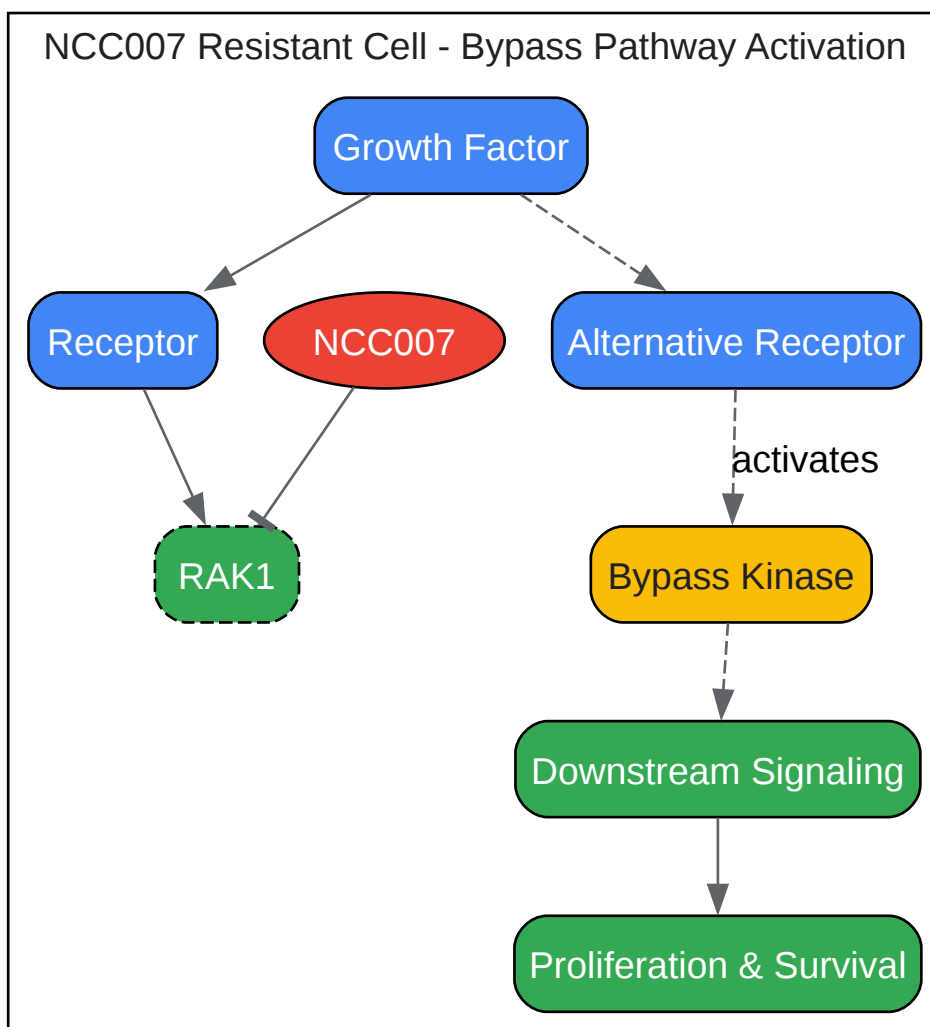 NCC007 Resistant Cell - Bypass Pathway Activation
Growth Factor
Receptor
NCC007
Alternative Receptor
activates
RAK1
Bypass Kinase
Downstream Signaling
Proliferation & Survival